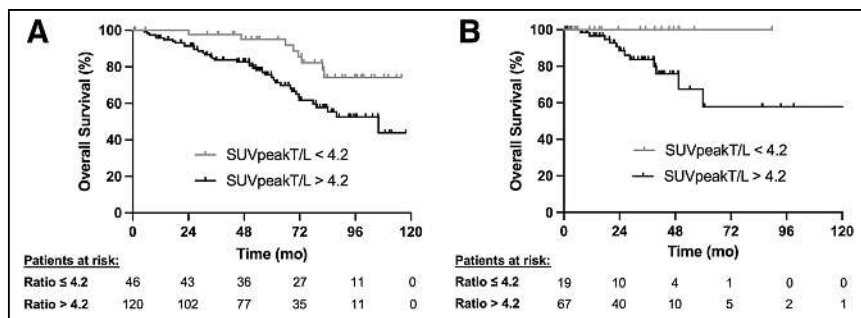 A
Overall Survival (%)
100
80
60
40
20
0
SUVpeakT/L < 4.2
SUVpeakT/L > 4.2
0 24 48 72 96 120
Time (mo)
Patients at risk:
Ratio ≤ 4.2 46 43 36 27 11 0
Ratio > 4.2 120 102 77 35 11 0
B
Overall Survival (%)
100
80
60
40
20
0
SUVpeakT/L < 4.2
SUVpeakT/L > 4.2
0 24 48 72 96 120
Time (mo)
Patients at risk:
Ratio ≤ 4.2 19 10 4 1 0 0
Ratio > 4.2 67 40 10 5 2 1